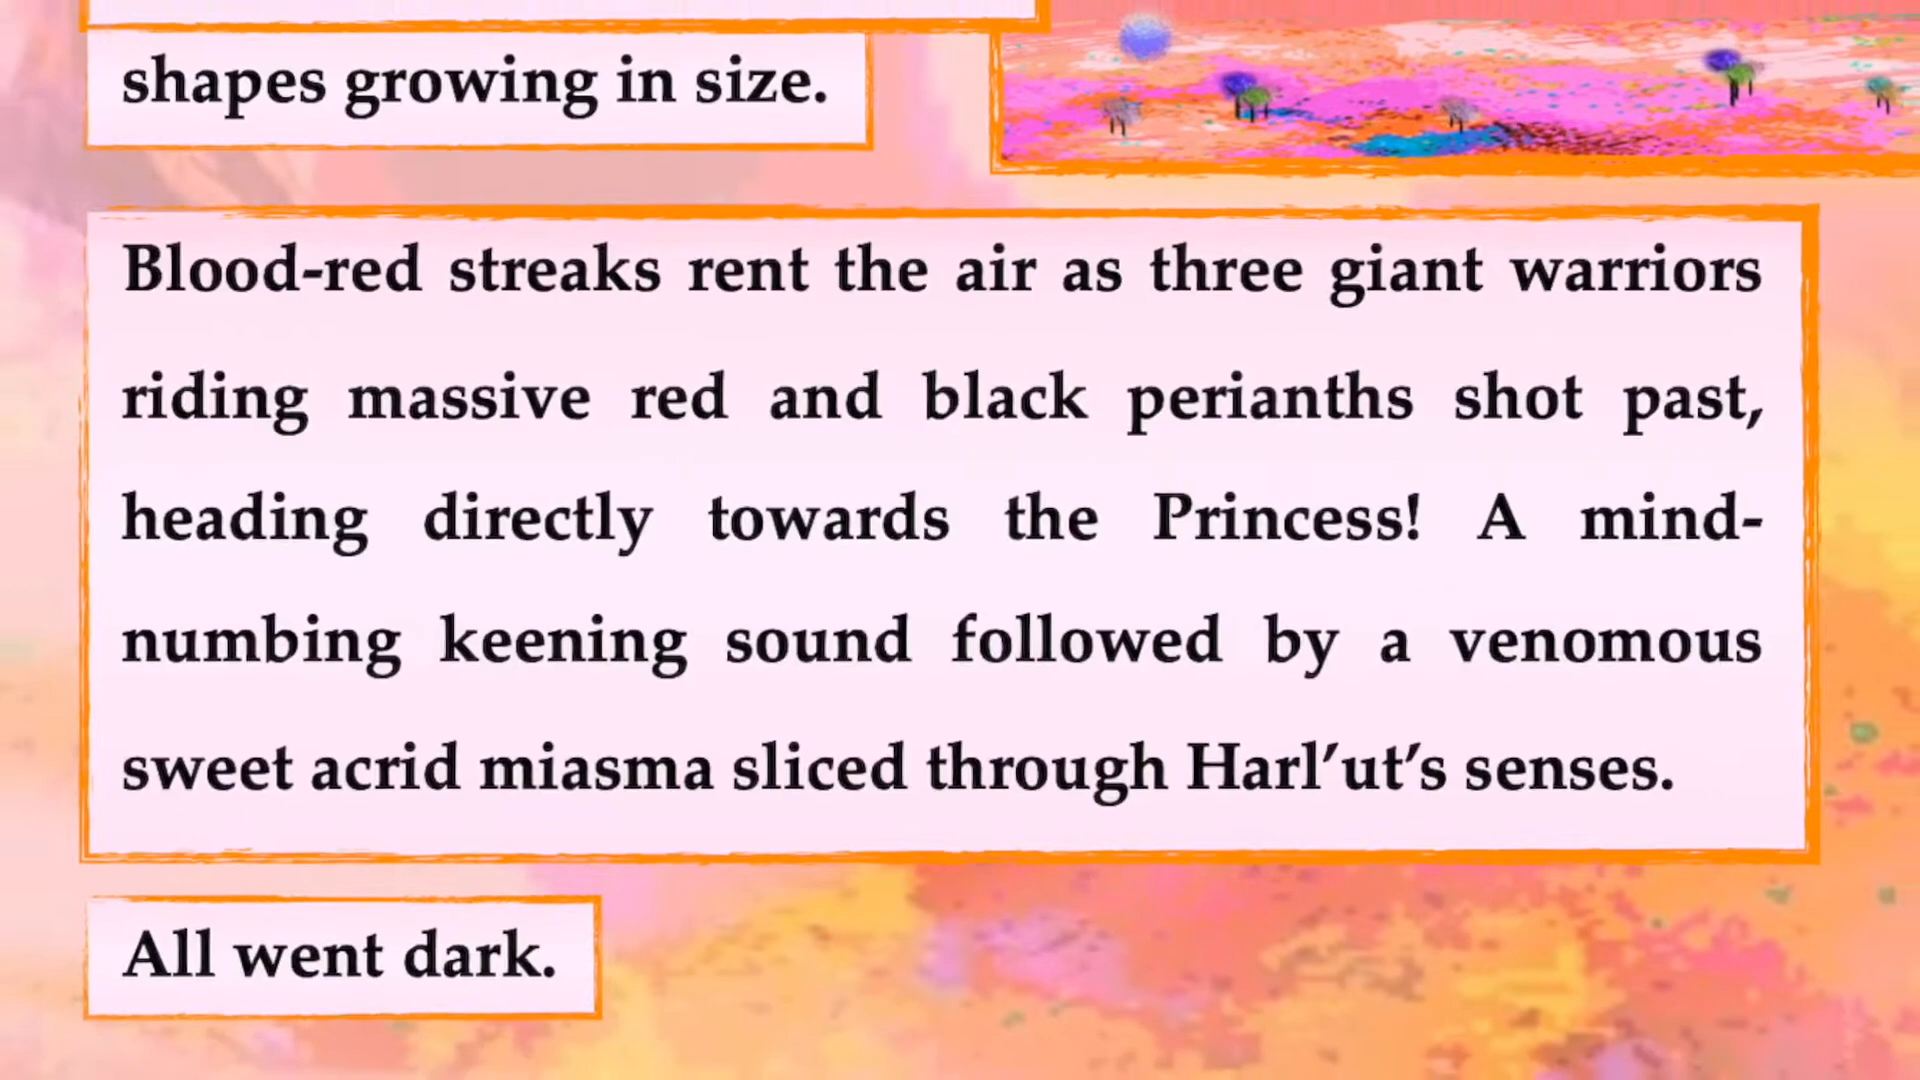 shapes growing in size.
Blood-red streaks rent the air as three giant warriors
riding massive red and black perianths shot past,
heading directly towards the Princess! A mind-
numbing keening sound followed by a venomous
sweet acrid miasma sliced through Harl’ut’s senses.
All went dark.